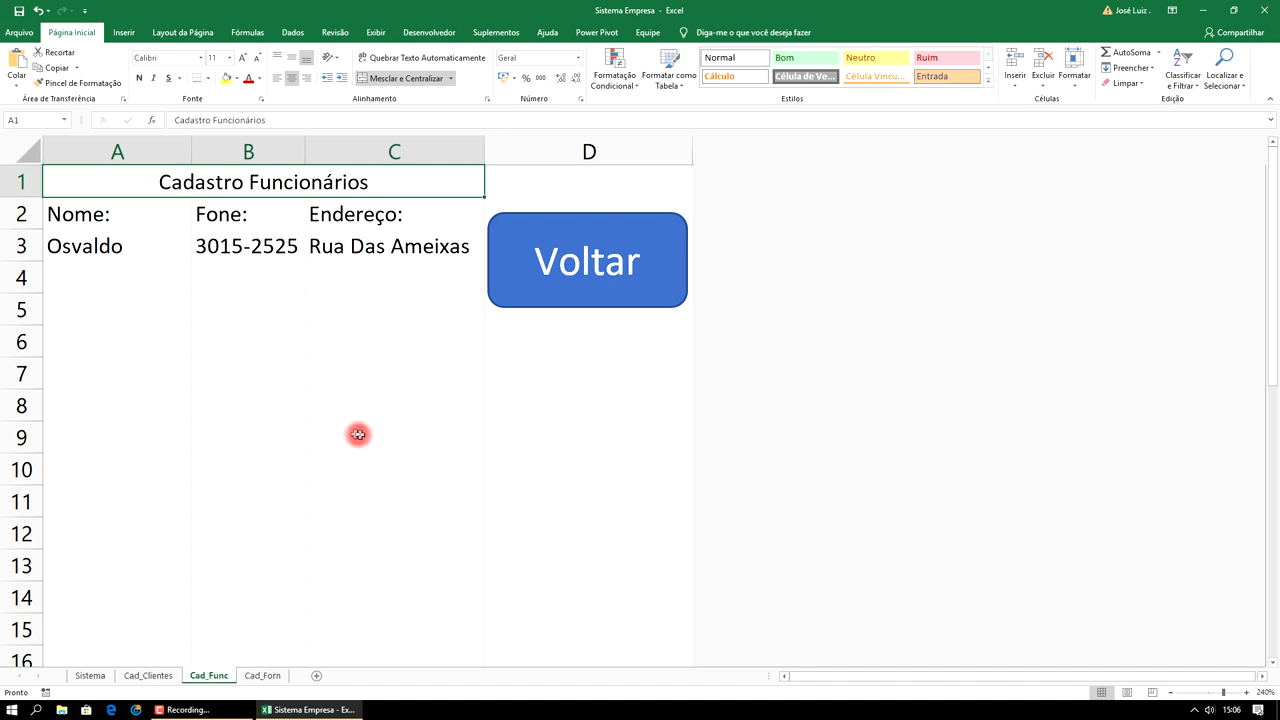 Sistema Empresa - Excel
José Luiz .
Arquivo Página Inicial Inserir Layout da Página Fórmulas Dados Revisão Exibir Desenvolvedor Suplementos Ajuda Power Pivot Equipe Diga-me o que você deseja fazer Compartilhar
Colar
Recortar
Copiar
Pincel de Formatação
Área de Transferência
Calibri 11
N I S
Fonte
Quebrar Texto Automaticamente
Mesclar e Centralizar
Alinhamento
Geral
% 000
Número
Formatação Condicional
Formatar como Tabela
Normal Bom Neutro Ruim
Cálculo Célula de Ve... Célula Vincu... Entrada
Estilos
Inserir Excluir Formatar
Células
AutoSoma
Preencher
Limpar
Classificar e Filtrar
Localizar e Selecionar
Edição
A1 fx Cadastro Funcionários
A B C D
1 Cadastro Funcionários
2 Nome: Fone: Endereço:
3 Osvaldo 3015-2525 Rua Das Ameixas
Voltar
4
5
6
7
8
9
10
11
12
13
14
15
16
Sistema Cad_Clientes Cad_Func Cad_Forn
Pronto 240%
Recording... Sistema Empresa - Ex... 15:06